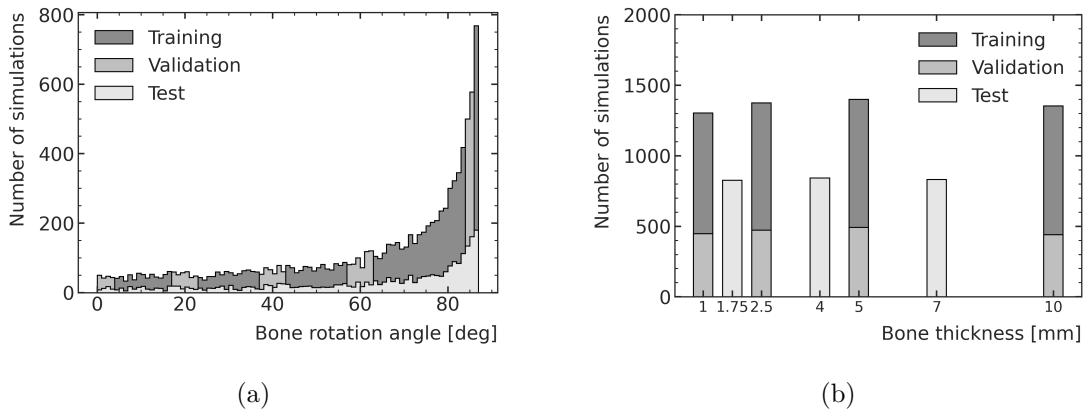 Number of simulations
800
600
400
200
0
Training
Validation
Test
0 20 40 60 80
Bone rotation angle [deg]
(a)
Number of simulations
2000
1500
1000
500
0
Training
Validation
Test
1 1.75 2.5 4 5 7 10
Bone thickness [mm]
(b)